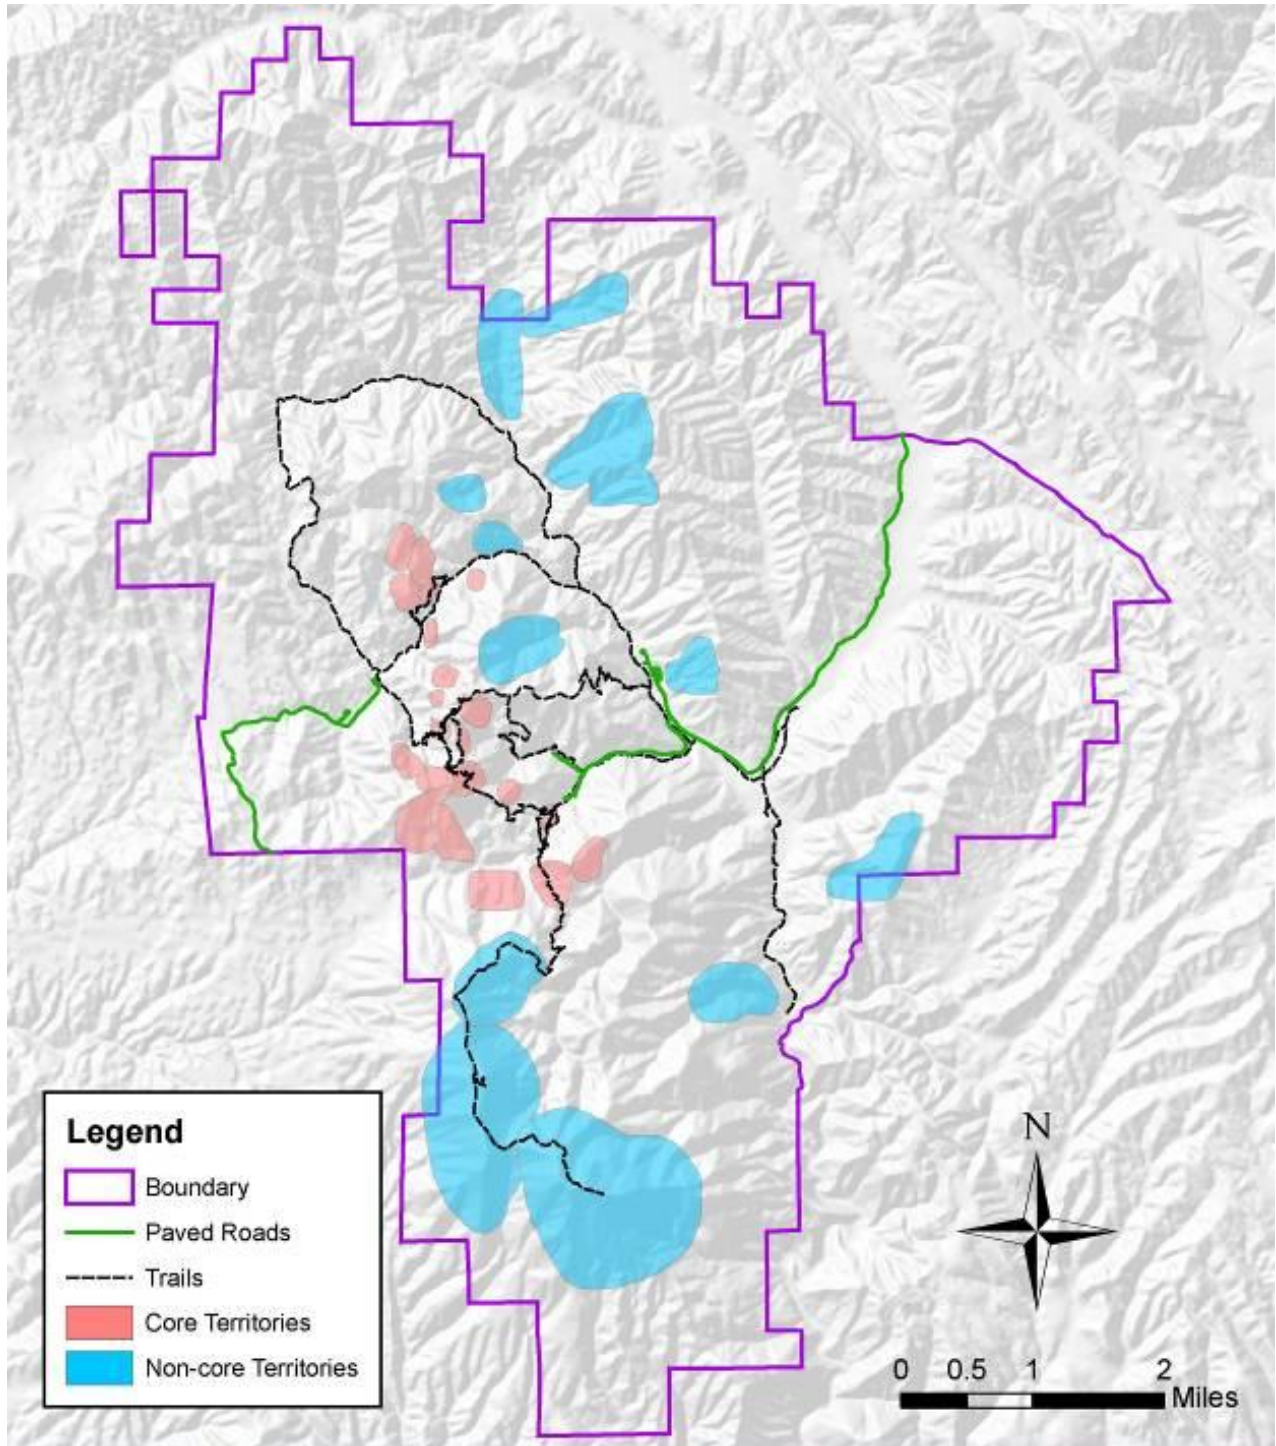 Legend
Boundary
Paved Roads
Trails
Core Territories
Non-core Territories
N
0 0.5 1 2
Miles